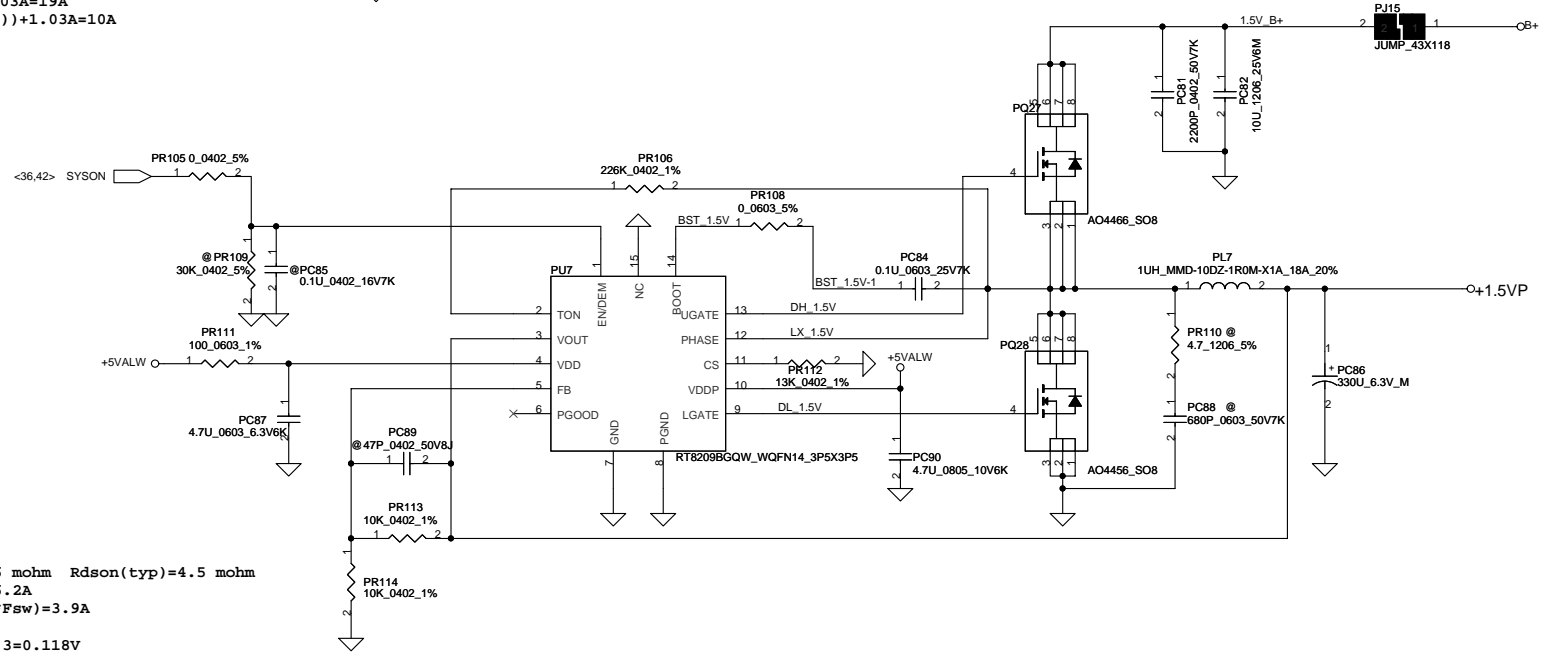 03A=19A
))+1.03A=10A
PJ15
2 1
2 1
JUMP_43X118
B+
1.5V_B+
1
2
PC81
2200P_0402_50V7K
1
2
PC82
10U_1206_25V6M
5 6 7 8
PQ27
4
3 2 1
AO4466_SO8
<36,42> SYSON
PR105 0_0402_5%
1 2
PR106
226K_0402_1%
1 2
PR108
0_0603_5%
BST_1.5V 1 2
@PR109
30K_0402_5%
1
2
@PC85
0.1U_0402_16V7K
1
2
PC84
0.1U_0603_25V7K
BST_1.5V-1 1 2
PL7
1UH_MMD-10DZ-1R0M-X1A_18A_20%
1 2
+1.5VP
PU7
1
EN/DEM
15
NC
14
BOOT
2 TON
3 VOUT
4 VDD
5 FB
6 PGOOD
UGATE 13 DH_1.5V
PHASE 12 LX_1.5V
CS 11
VDDP 10
LGATE 9 DL_1.5V
GND
7
PGND
8
RT8209BGQW_WQFN14_3P5X3P5
PR111
100_0603_1%
+5VALW 1 2
PC87
4.7U_0603_6.3V6K
1
2
1 2
PR112
13K_0402_1%
+5VALW
1
2
PC90
4.7U_0805_10V6K
5 6 7 8
PQ28
4
3 2 1
AO4456_SO8
1
PR110 @
4.7_1206_5%
2
1
PC88 @
680P_0603_50V7K
2
1
+ PC86
330U_6.3V_M
2
PC89
@47P_0402_50V8J
1 2
PR113
10K_0402_1%
1 2
1
PR114
10K_0402_1%
2
mohm Rdson(typ)=4.5 mohm
.2A
Fsw)=3.9A
3=0.118V